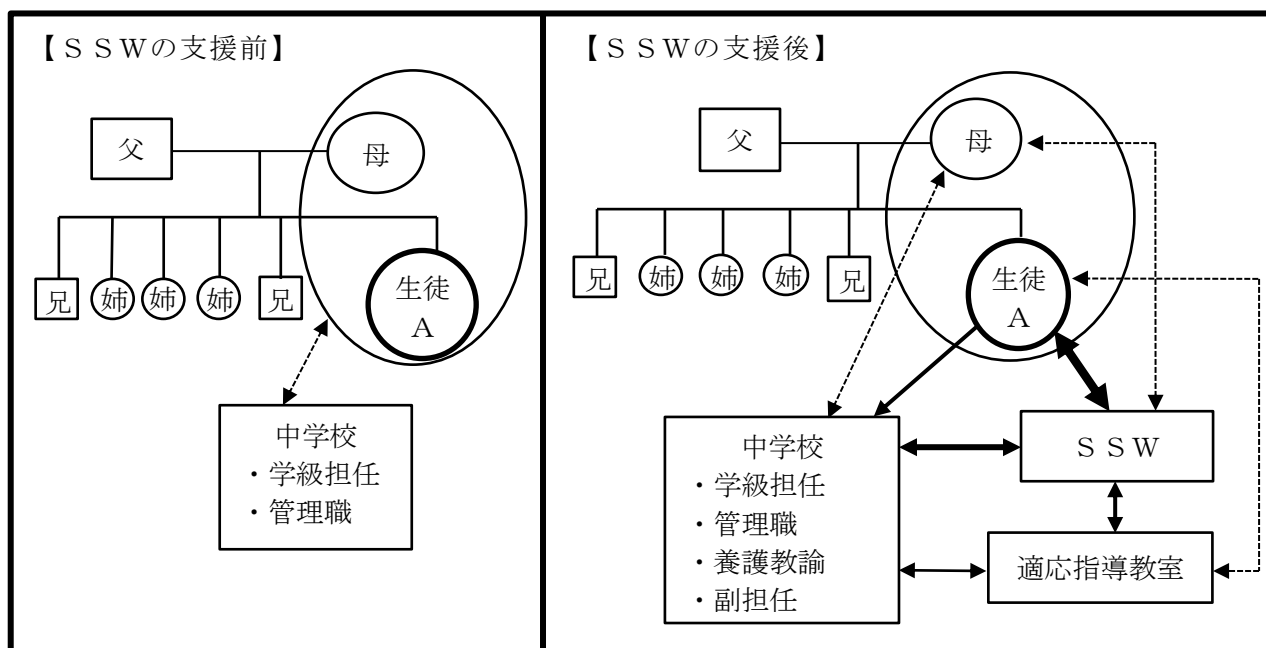 【ＳＳＷの支援前】
父
母
兄
姉
姉
姉
兄
生徒
Ａ
中学校
・学級担任
・管理職
【ＳＳＷの支援後】
父
母
兄
姉
姉
姉
兄
生徒
Ａ
中学校
・学級担任
・管理職
・養護教諭
・副担任
ＳＳＷ
適応指導教室